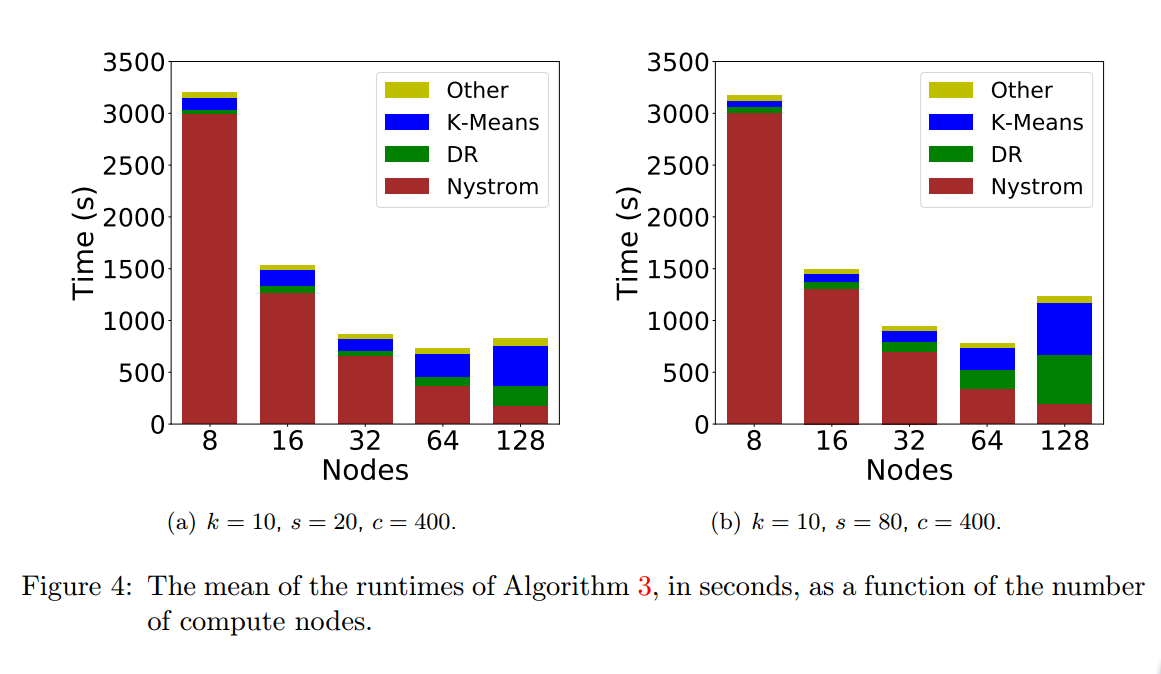 3500
3000
2500
2000
1500
1000
500
0
Time (s)
Other
K-Means
DR
Nystrom
8 16 32 64 128
Nodes
(a) k = 10, s = 20, c = 400.
3500
3000
2500
2000
1500
1000
500
0
Time (s)
Other
K-Means
DR
Nystrom
8 16 32 64 128
Nodes
(b) k = 10, s = 80, c = 400.
Figure 4: The mean of the runtimes of Algorithm 3, in seconds, as a function of the number
of compute nodes.